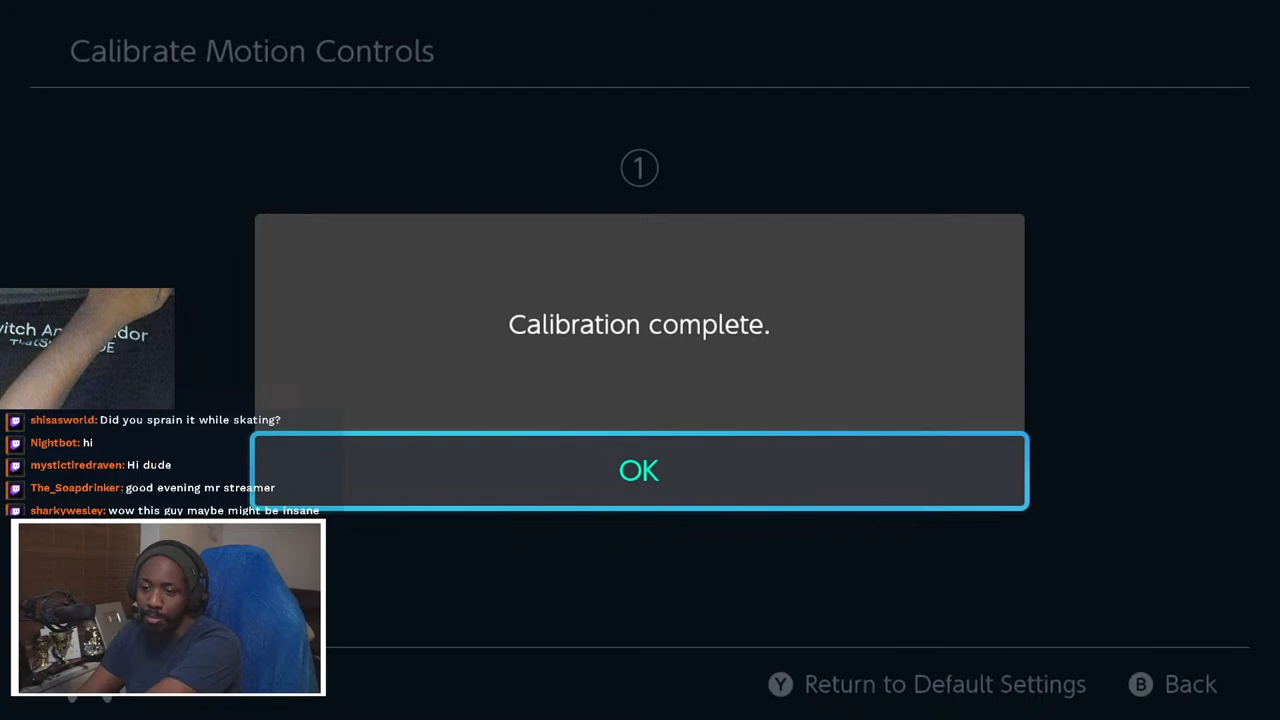 Calibrate Motion Controls
1
Calibration complete.
OK
shisasworld: Did you sprain it while skating?
Nightbot: hi
mystictiredraven: Hi dude
The_Soapdrinker: good evening mr streamer
sharkywesley: wow this guy maybe might be insane
Y Return to Default Settings
B Back